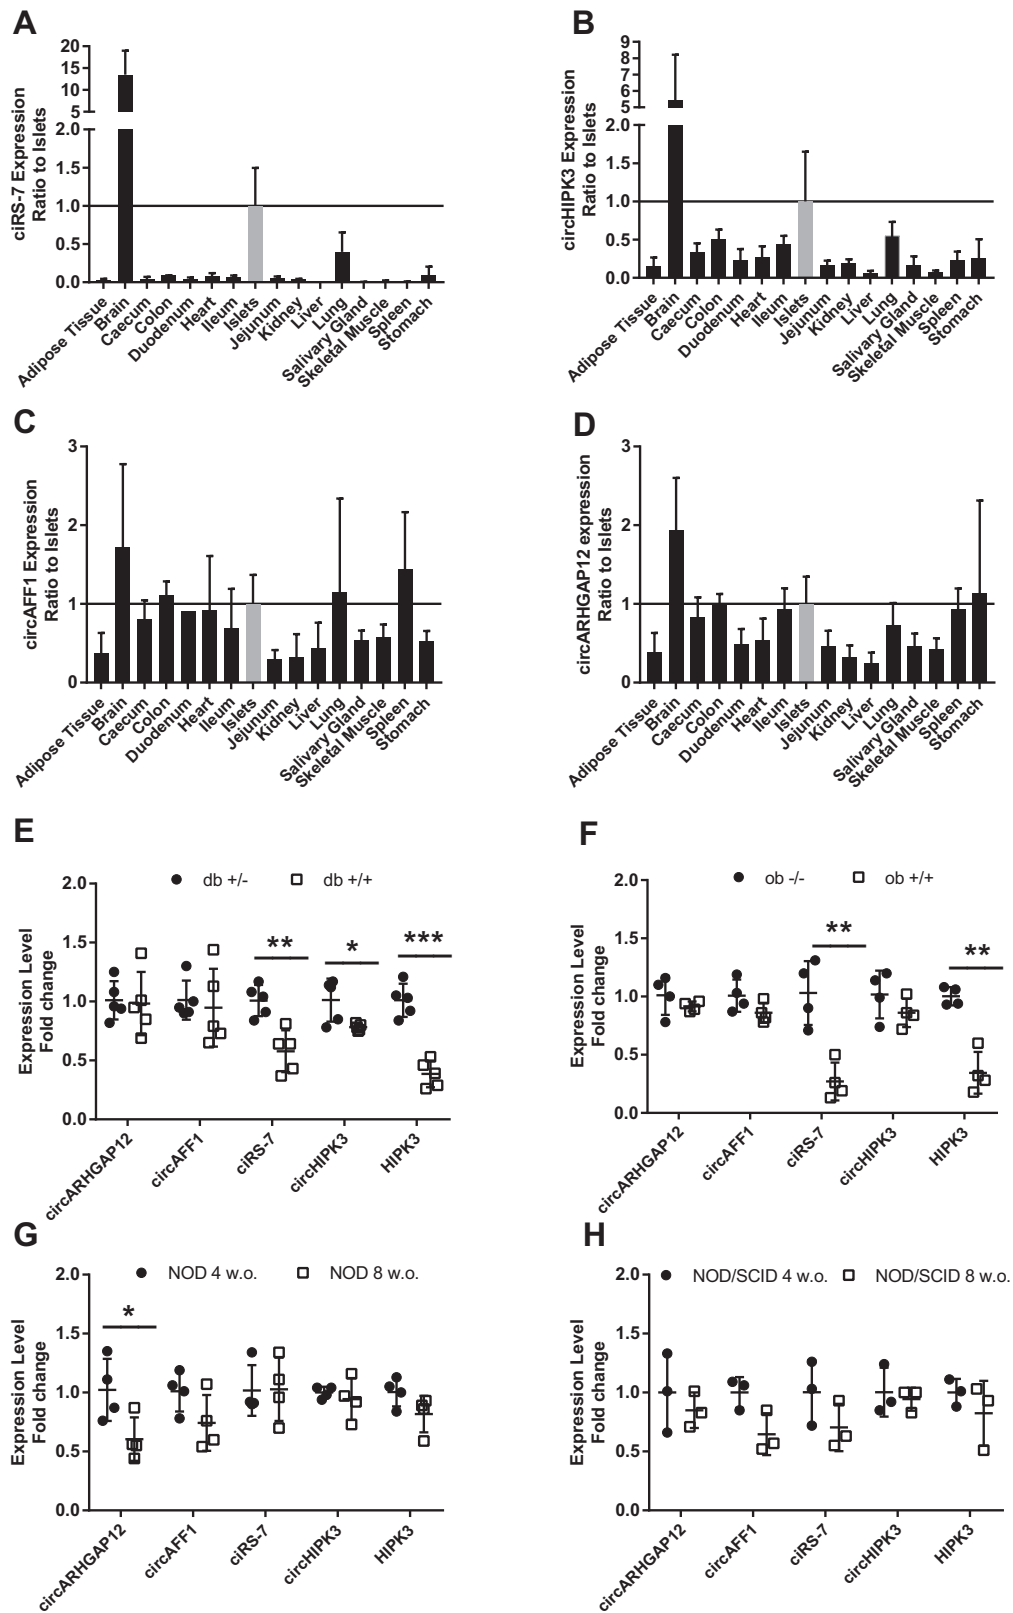 A
ciRS-7 Expression
Ratio to Islets
20
15
10
5
2.0
1.5
1.0
0.5
0.0
Adipose Tissue
Brain
Caecum
Colon
Duodenum
Heart
Ileum
Islets
Jejunum
Kidney
Liver
Lung
Salivary Gland
Skeletal Muscle
Spleen
Stomach
B
circHIPK3 Expression
Ratio to Islets
9
8
7
6
5
2.0
1.5
1.0
0.5
0.0
Adipose Tissue
Brain
Caecum
Colon
Duodenum
Heart
Ileum
Islets
Jejunum
Kidney
Liver
Lung
Salivary Gland
Skeletal Muscle
Spleen
Stomach
C
circAFF1 Expression
Ratio to Islets
3
2
1
0
Adipose Tissue
Brain
Caecum
Colon
Duodenum
Heart
Ileum
Islets
Jejunum
Kidney
Liver
Lung
Salivary Gland
Skeletal Muscle
Spleen
Stomach
D
circARHGAP12 expression
Ratio to Islets
3
2
1
0
Adipose Tissue
Brain
Caecum
Colon
Duodenum
Heart
Ileum
Islets
Jejunum
Kidney
Liver
Lung
Salivary Gland
Skeletal Muscle
Spleen
Stomach
E
db +/- db +/+
Expression Level
Fold change
2.0
1.5
1.0
0.5
0.0
** * ***
circARHGAP12
circAFF1
ciRS-7
circHIPK3
HIPK3
F
ob -/- ob +/+
Expression Level
Fold change
2.0
1.5
1.0
0.5
0.0
** **
circARHGAP12
circAFF1
ciRS-7
circHIPK3
HIPK3
G
NOD 4 w.o. NOD 8 w.o.
Expression Level
Fold change
2.0
1.5
1.0
0.5
0.0
*
circARHGAP12
circAFF1
ciRS-7
circHIPK3
HIPK3
H
NOD/SCID 4 w.o. NOD/SCID 8 w.o.
Expression Level
Fold change
2.0
1.5
1.0
0.5
0.0
circARHGAP12
circAFF1
ciRS-7
circHIPK3
HIPK3